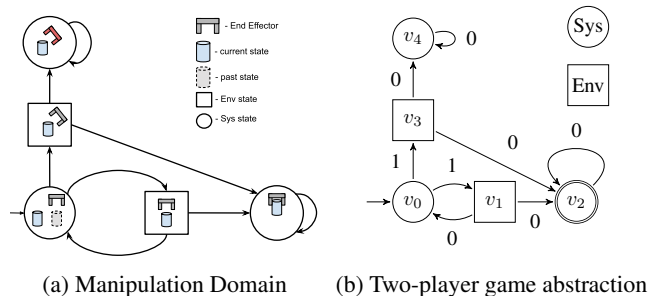 - End Effector
- current state
- past state
- Env state
- Sys state
(a) Manipulation Domain
Sys
Env
v4
0
0
v3
0
0
1
1
v0
v1
v2
0
0
(b) Two-player game abstraction